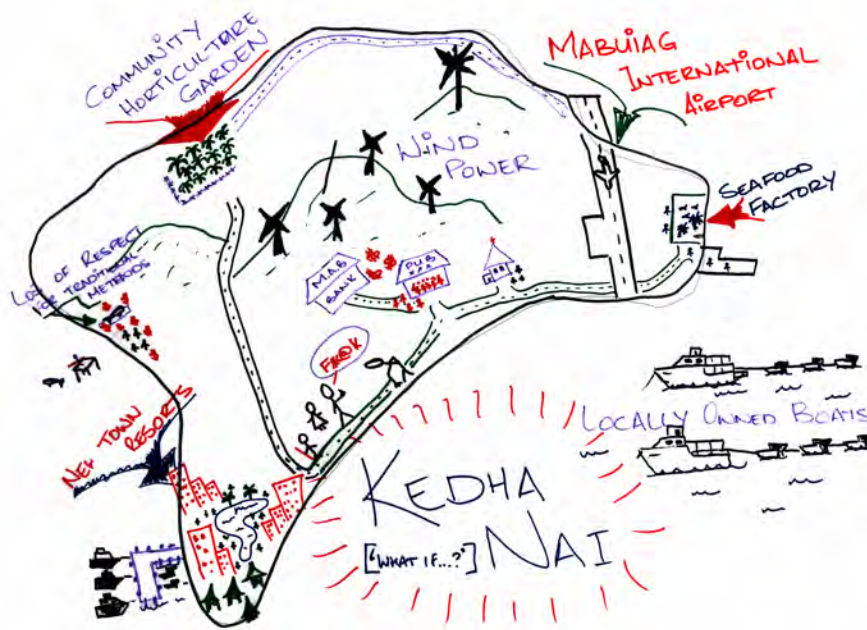 COMMUNITY
HORTICULTURE
GARDEN
MABUIAG
INTERNATIONAL
AIRPORT
WIND
POWER
SEAFOOD
FACTORY
LOTS OF RESPECT
FOR TRADITIONAL
METHODS
MAB
BANK
PUB
XXX
F*@K
NEW TOWN
RESORTS
LOCALLY OWNED BOATS
KEDHA
["WHAT IF...?"] NAI